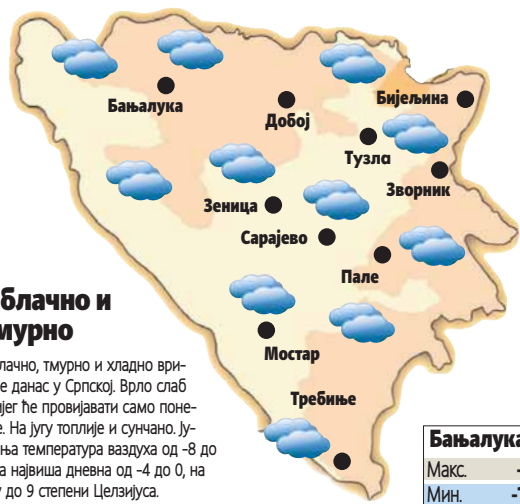 Бањалука
Добој
Бијељина
Тузла
Зворник
Зеница
Сарајево
Пале
Мостар
Требиње
блачно и
мурно
лачно, тмурно и хладно ври-
е данас у Српској. Врло слаб
јег ће провијавати само поне-
е. На југу топлије и сунчано. Ју-
ња температура ваздуха од -8 до
а највиша дневна од -4 до 0, на
у до 9 степени Целзијуса.
Бањалука
Макс.
Мин.